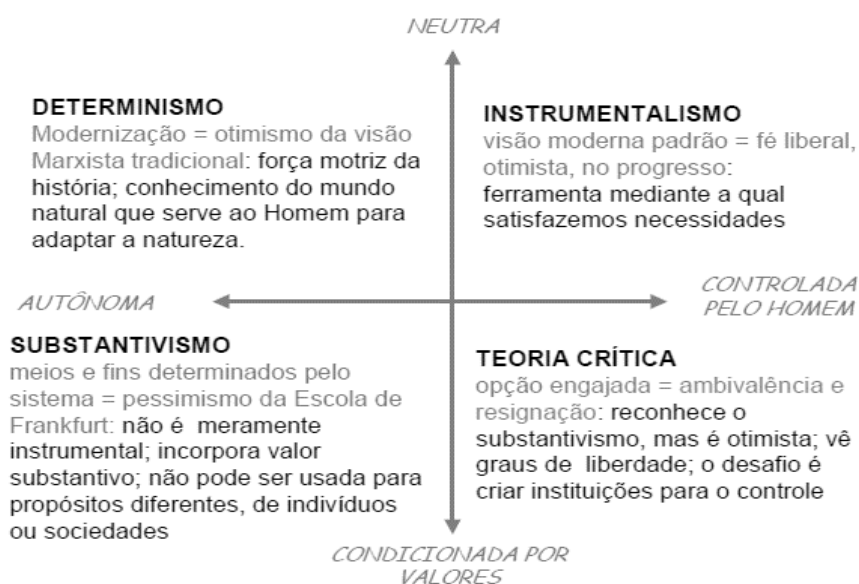 NEUTRA
DETERMINISMO
Modernização = otimismo da visão
Marxista tradicional: força motriz da
história; conhecimento do mundo
natural que serve ao Homem para
adaptar a natureza.
INSTRUMENTALISMO
visão moderna padrão = fé liberal,
otimista, no progresso:
ferramenta mediante a qual
satisfazemos necessidades
AUTÔNOMA
CONTROLADA
PELO HOMEM
SUBSTANTIVISMO
meios e fins determinados pelo
sistema = pessimismo da Escola de
Frankfurt: não é meramente
instrumental; incorpora valor
substantivo; não pode ser usada para
propósitos diferentes, de indivíduos
ou sociedades
TEORIA CRÍTICA
opção engajada = ambivalência e
resignação: reconhece o
substantivismo, mas é otimista; vê
graus de liberdade; o desafio é
criar instituições para o controle
CONDICIONADA POR
VALORES